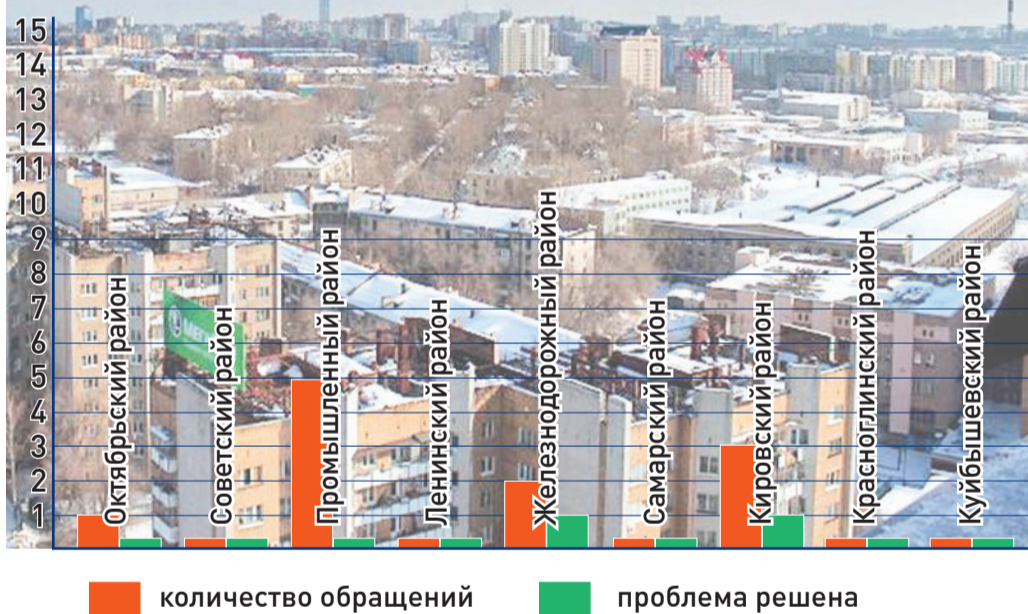 15
14
13
12
11
10
9
8
7
6
5
4
3
2
1
Октябрьский район
Советский район
Промышленный район
Ленинский район
Железнодорожный район
Самарский район
Кировский район
Красноглинский район
Куйбышевский район
количество обращений
проблема решена